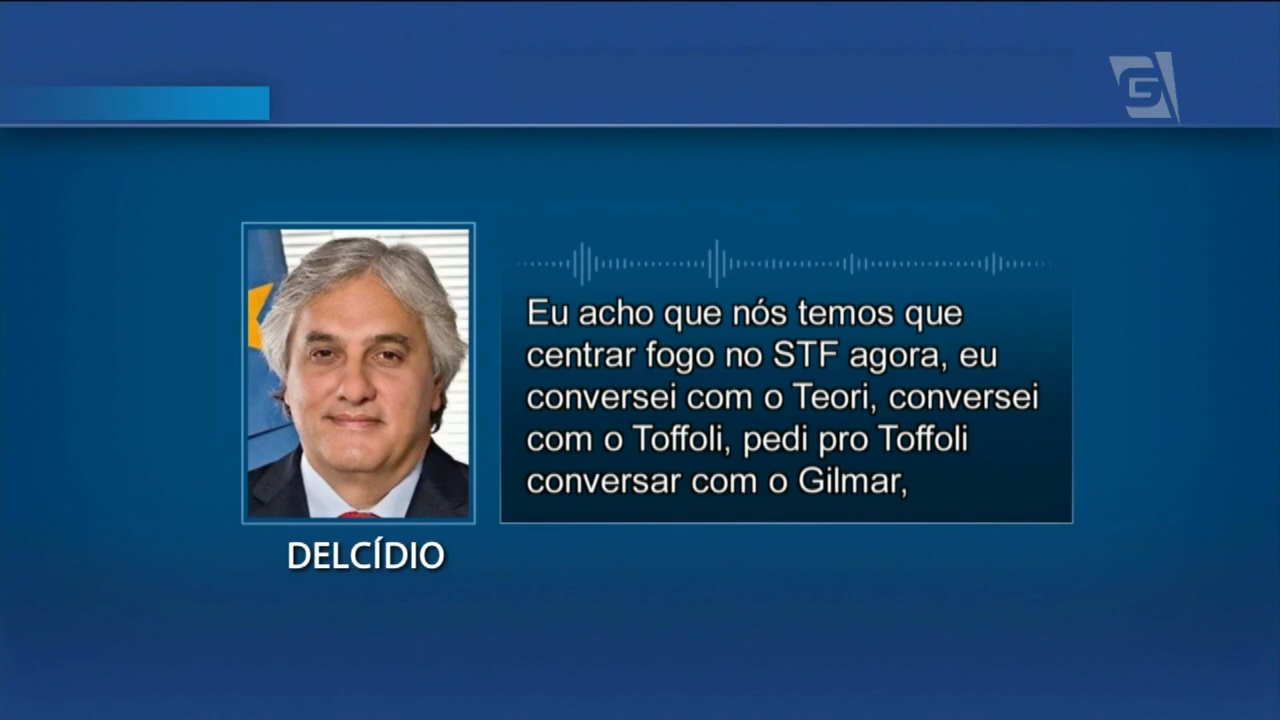 DELCÍDIO
Eu acho que nós temos que
centrar fogo no STF agora, eu
conversei com o Teori, conversei
com o Toffoli, pedi pro Toffoli
conversar com o Gilmar,